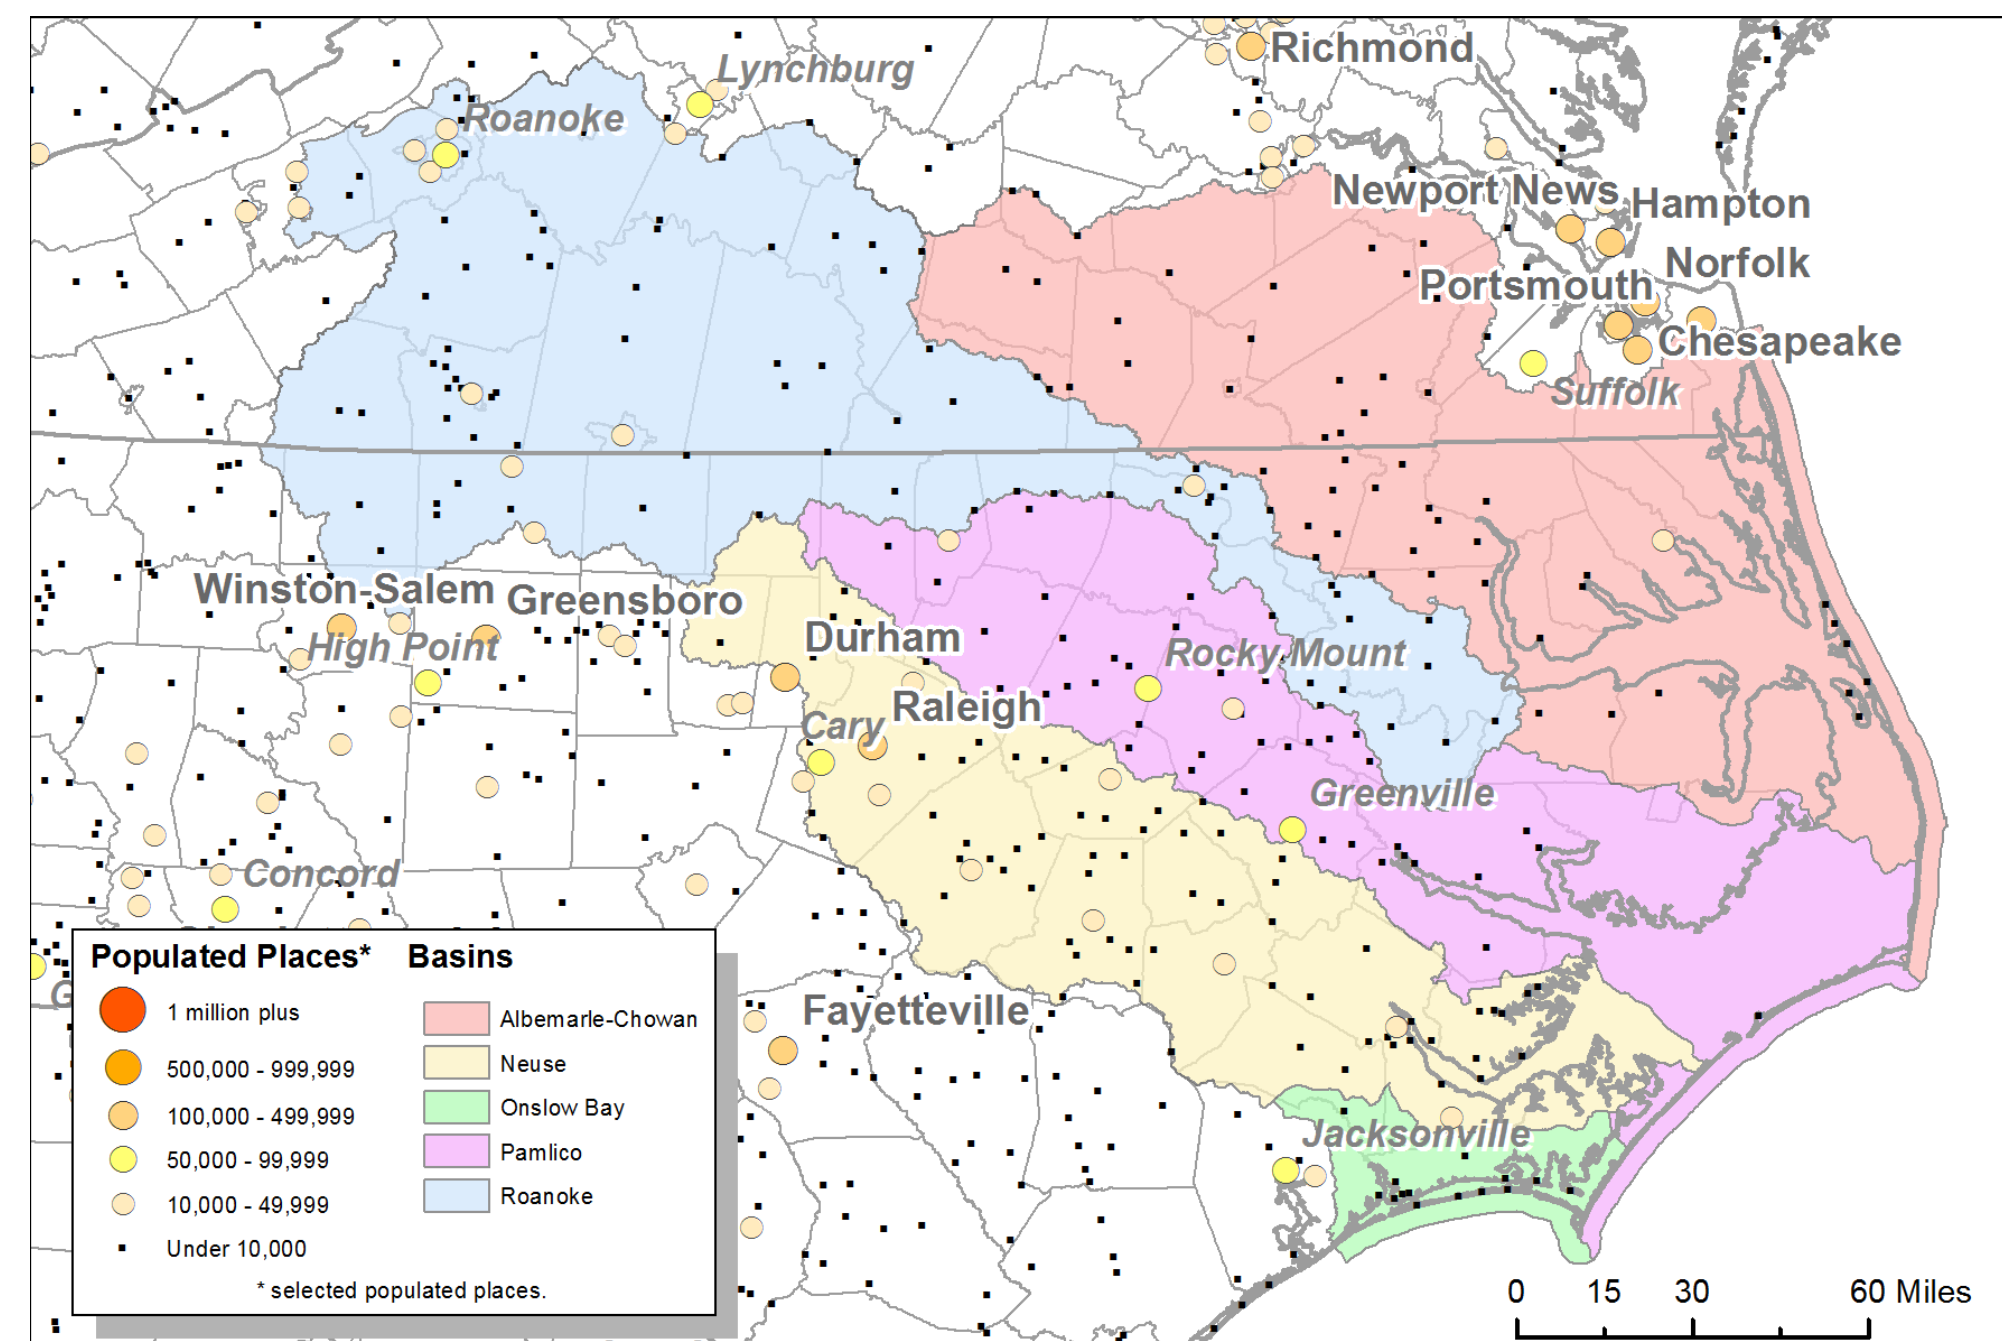 Richmond
Lynchburg
Roanoke
Newport News
Hampton
Norfolk
Portsmouth
Chesapeake
Suffolk
Winston-Salem
Greensboro
High Point
Durham
Rocky Mount
Raleigh
Cary
Greenville
Concord
Fayetteville
Jacksonville
G
Populated Places* Basins
1 million plus
500,000 - 999,999
100,000 - 499,999
50,000 - 99,999
10,000 - 49,999
Under 10,000
Albemarle-Chowan
Neuse
Onslow Bay
Pamlico
Roanoke
* selected populated places.
0 15 30 60 Miles